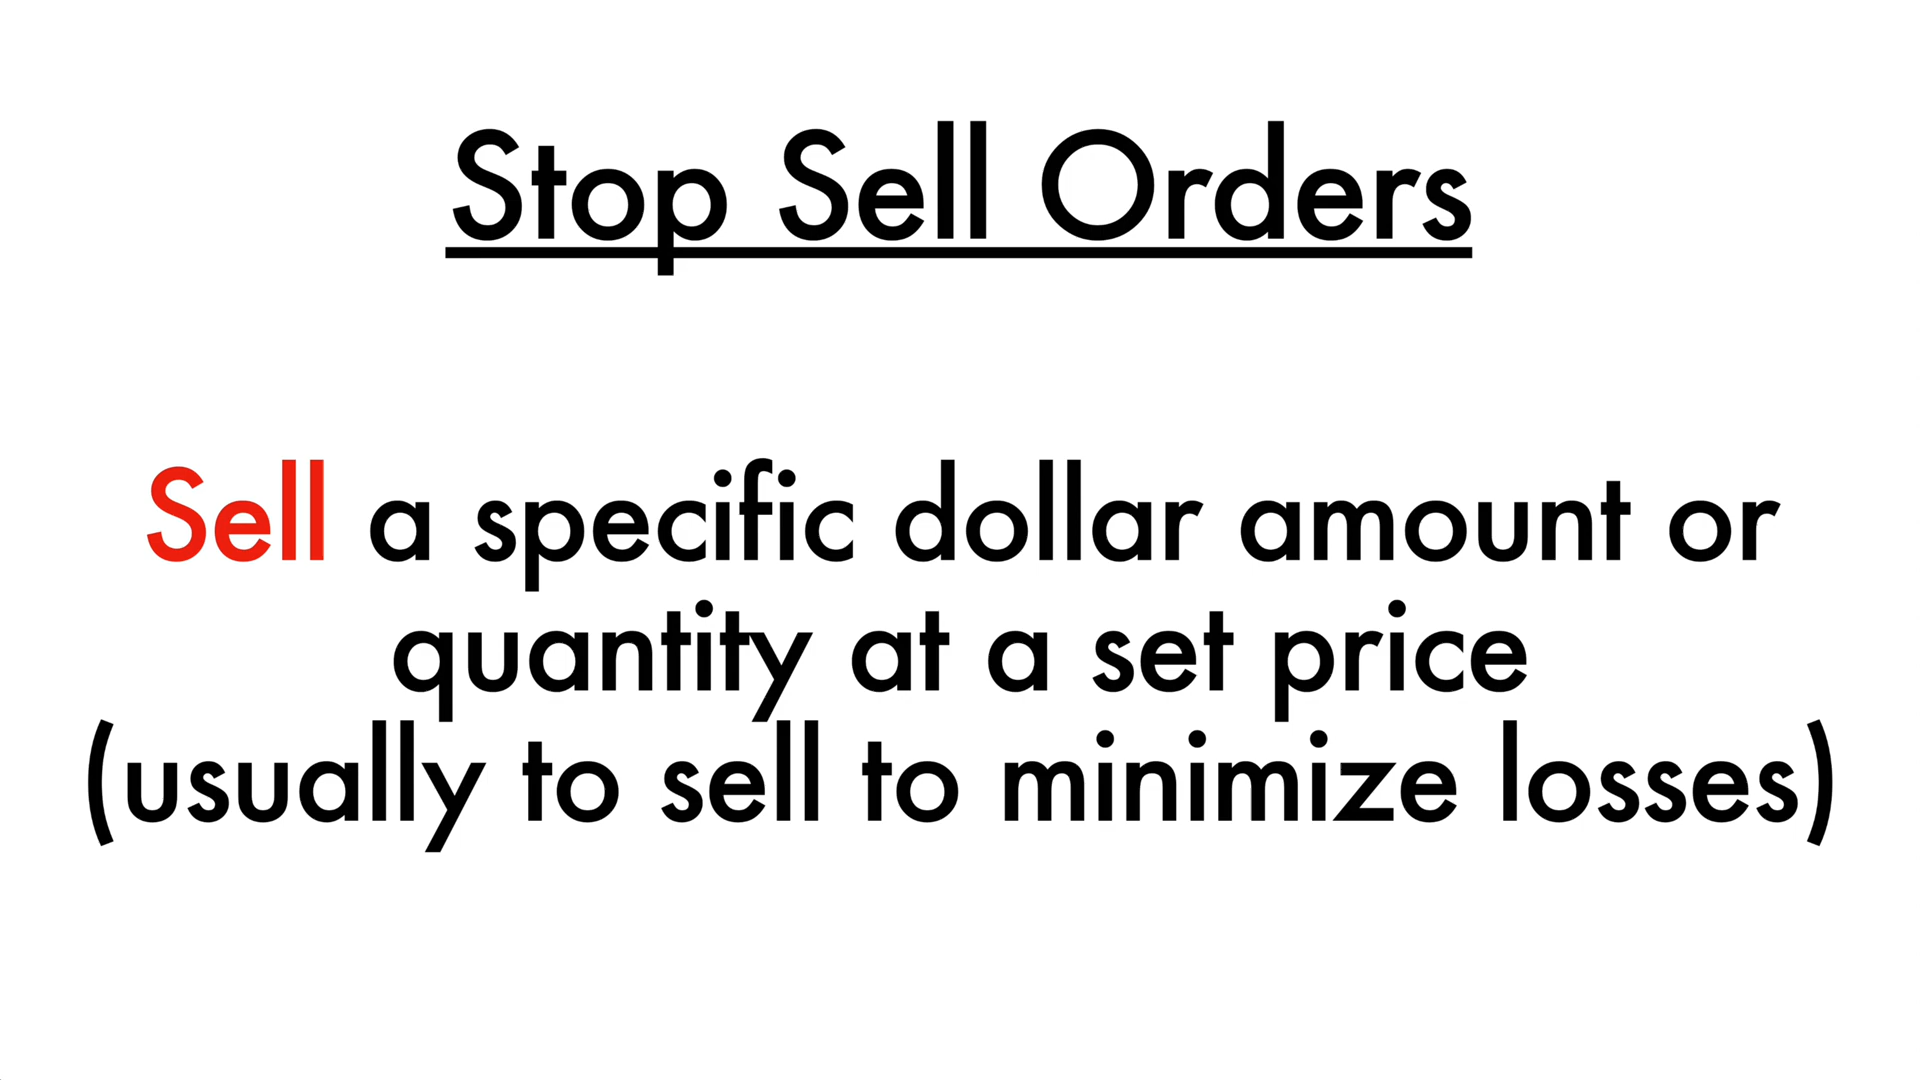 Stop Sell Orders
Sell a specific dollar amount or
quantity at a set price
(usually to sell to minimize losses)